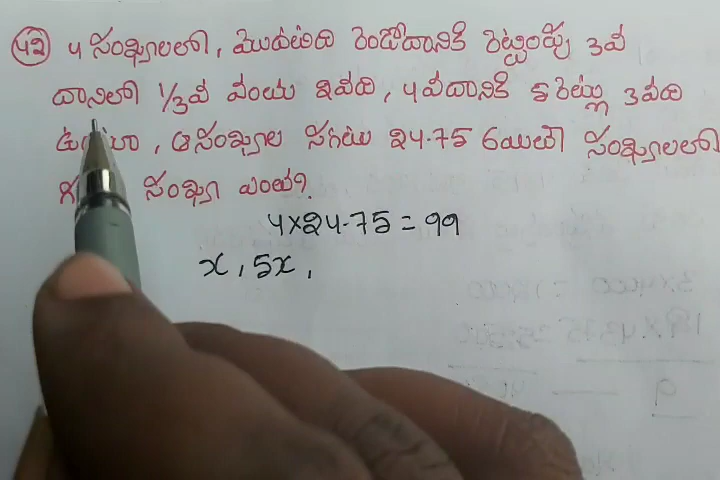 42 4 సంఖ్యలలో, మొదటిది రెండోదానికి రెట్టింపు 3వ
దానిలో 1/3వ వంతు 2వది, 4వదానికి 5 రెట్లు 3వది
ఆ సంఖ్యల సగటు 24.75 అయితే సంఖ్యలలో
సంఖ్య ఎంత?
4×24.75 = 99
x, 5x,